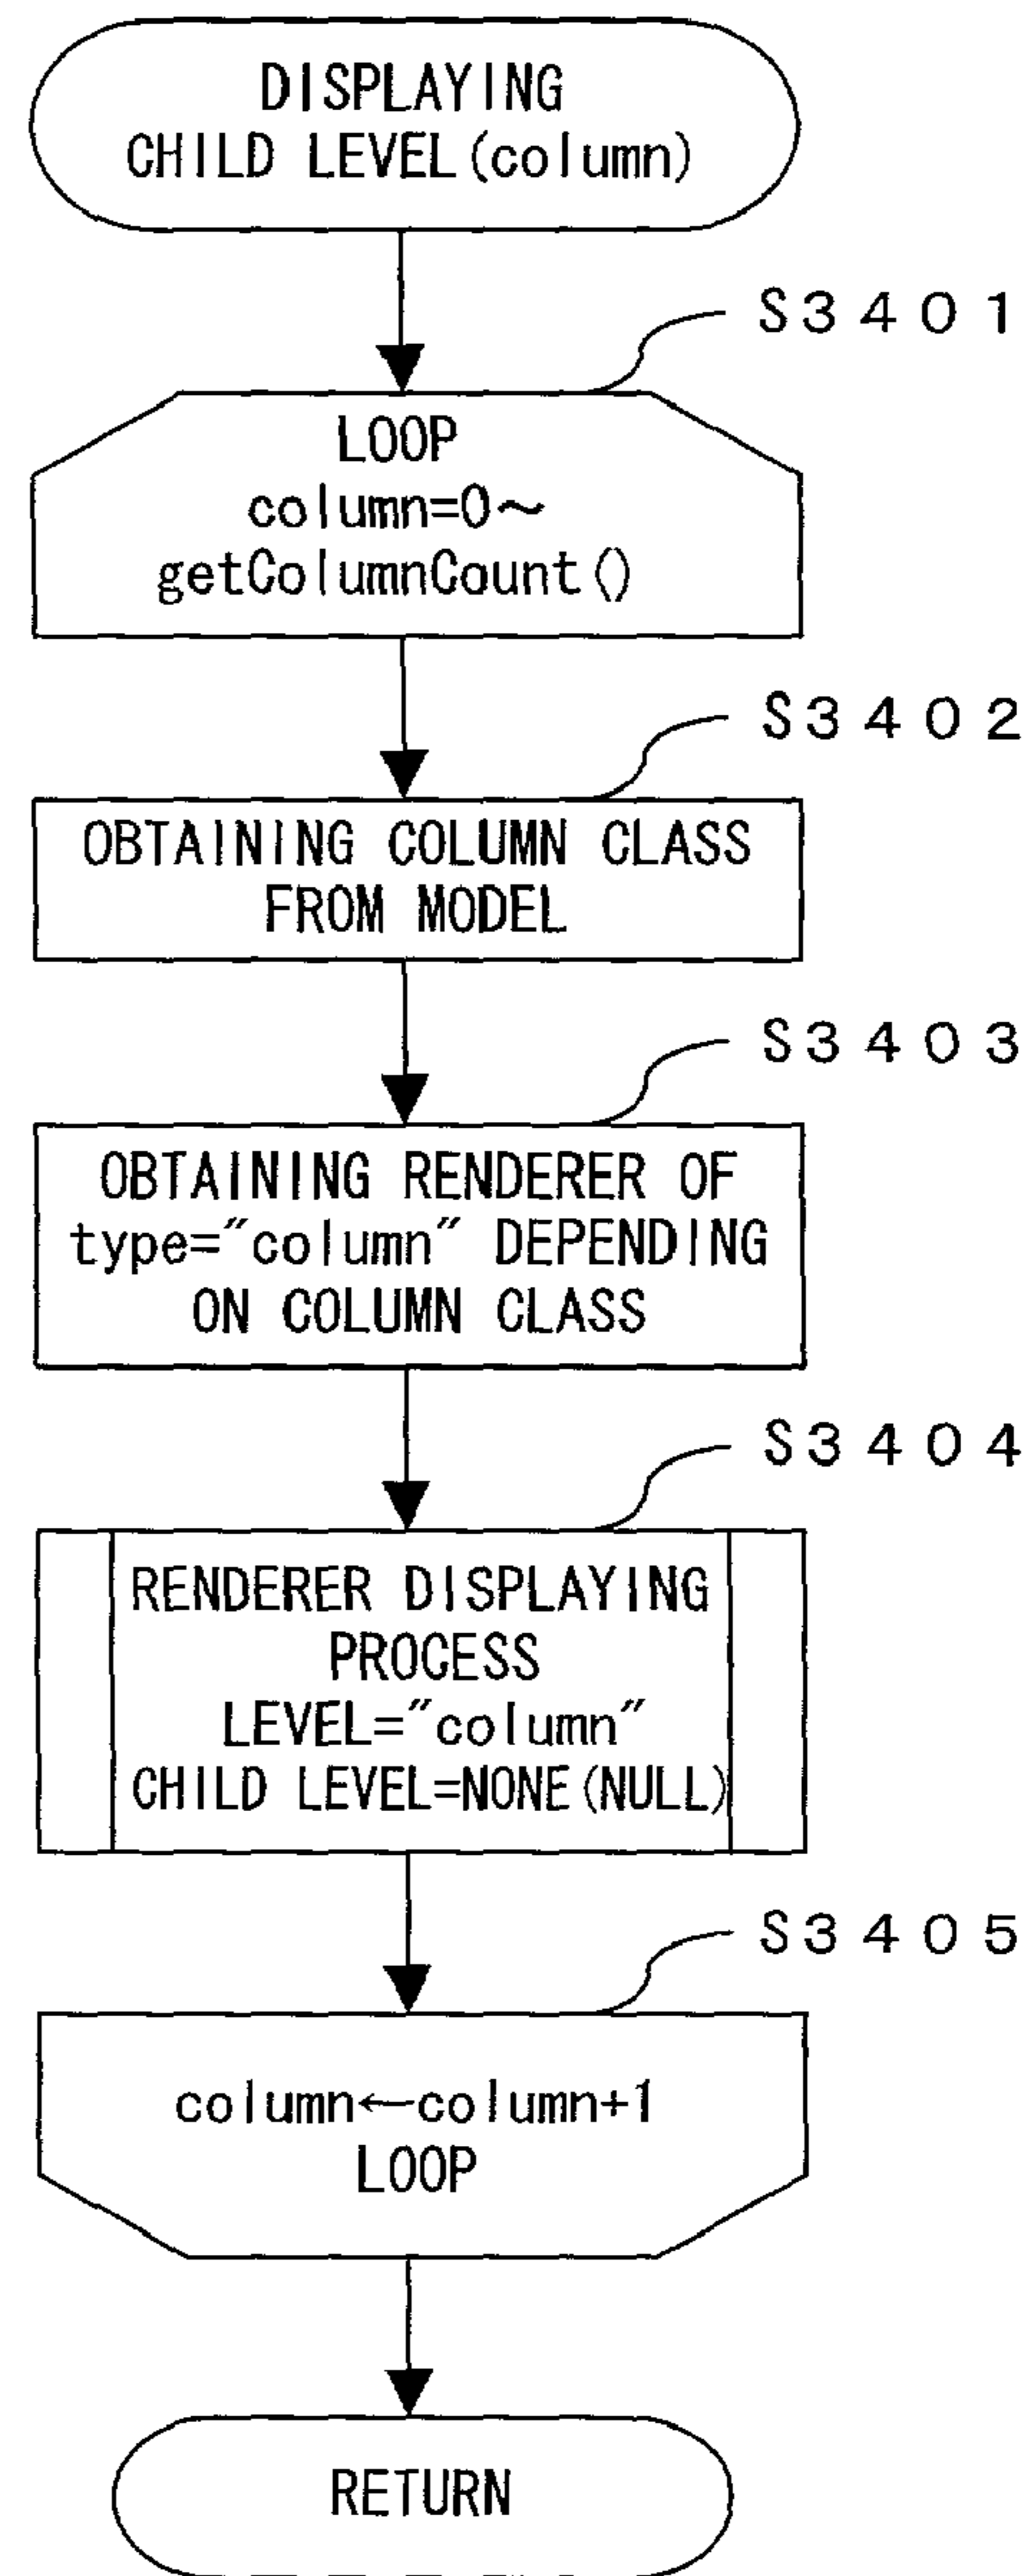 DISPLAYING
CHILD LEVEL(column)
S3401
LOOP
column=0~
getColumnCount()
S3402
OBTAINING COLUMN CLASS
FROM MODEL
S3403
OBTAINING RENDERER OF
type="column" DEPENDING
ON COLUMN CLASS
S3404
RENDERER DISPLAYING
PROCESS
LEVEL="column"
CHILD LEVEL=NONE(NULL)
S3405
column←column+1
LOOP
RETURN